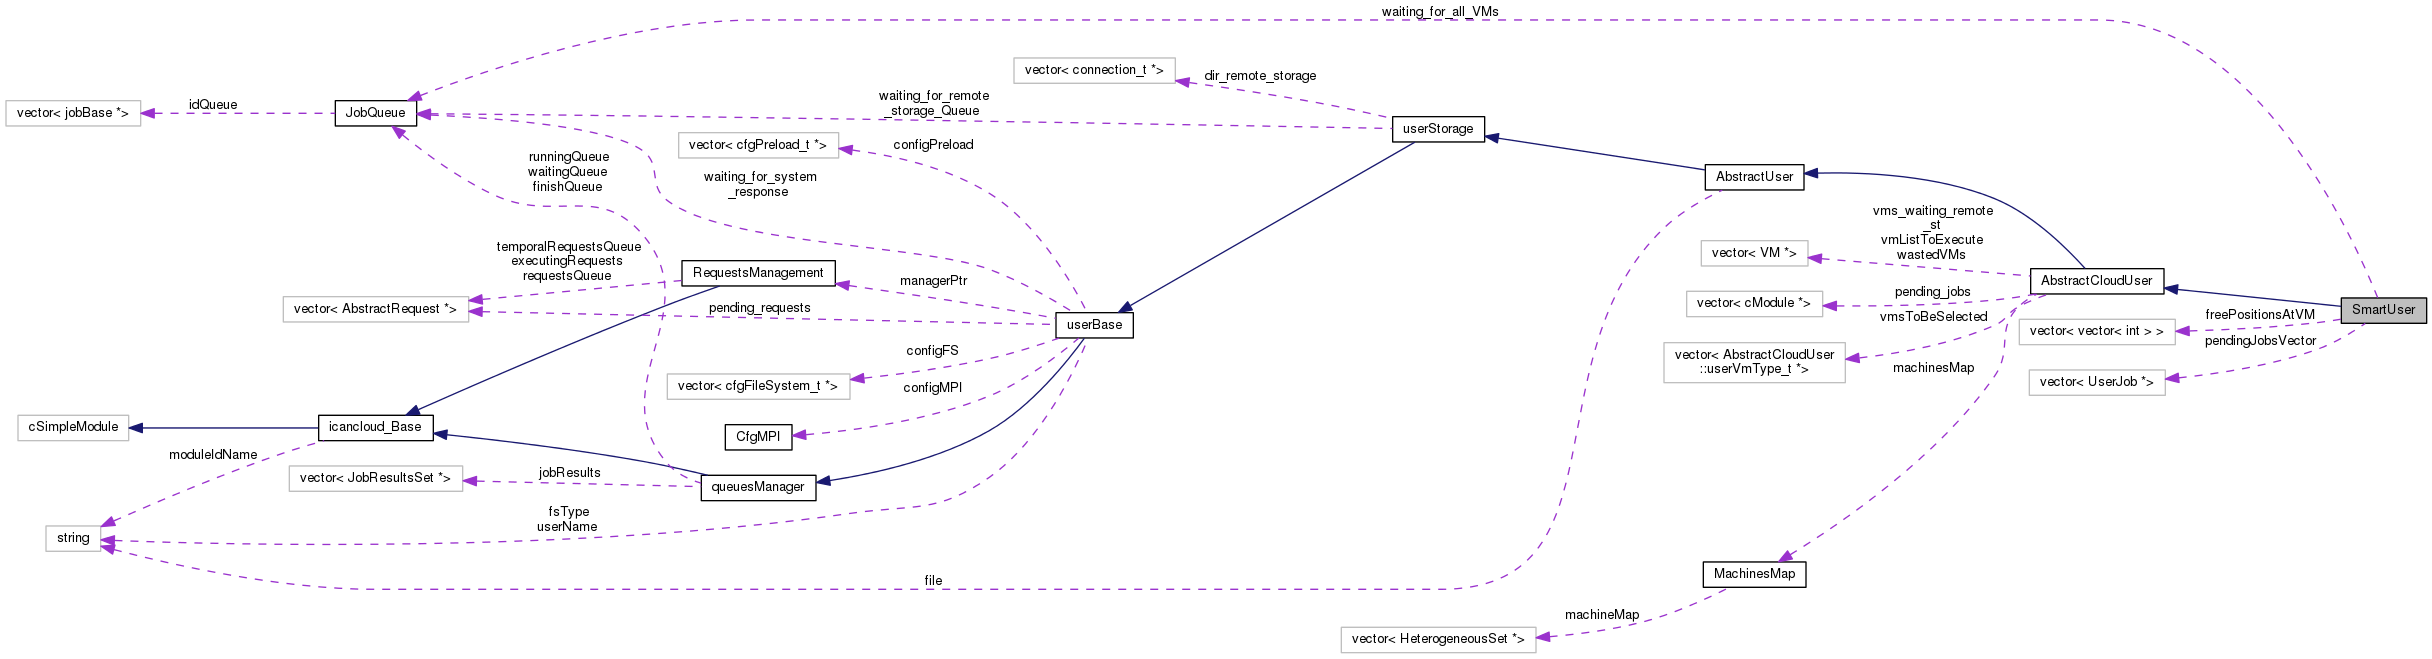 waiting_for_all_VMs
vector< connection_t *>
dir_remote_storage
waiting_for_remote
_storage_Queue
idQueue
vector< jobBase *>
JobQueue
userStorage
vector< cfgPreload_t *>
configPreload
runningQueue
waitingQueue
finishQueue
waiting_for_system
_response
AbstractUser
vms_waiting_remote
_st
vmListToExecute
wastedVMs
vector< VM *>
temporalRequestsQueue
executingRequests
requestsQueue
RequestsManagement
managerPtr
AbstractCloudUser
pending_jobs
vector< cModule *>
vector< AbstractRequest *>
pending_requests
userBase
vmsToBeSelected
SmartUser
freePositionsAtVM
vector< vector< int > >
pendingJobsVector
configFS
vector< AbstractCloudUser
::userVmType_t *>
machinesMap
vector< cfgFileSystem_t *>
configMPI
vector< UserJob *>
cSimpleModule
icancloud_Base
CfgMPI
moduleIdName
vector< JobResultsSet *>
jobResults
queuesManager
fsType
userName
string
file
MachinesMap
machineMap
vector< HeterogeneousSet *>